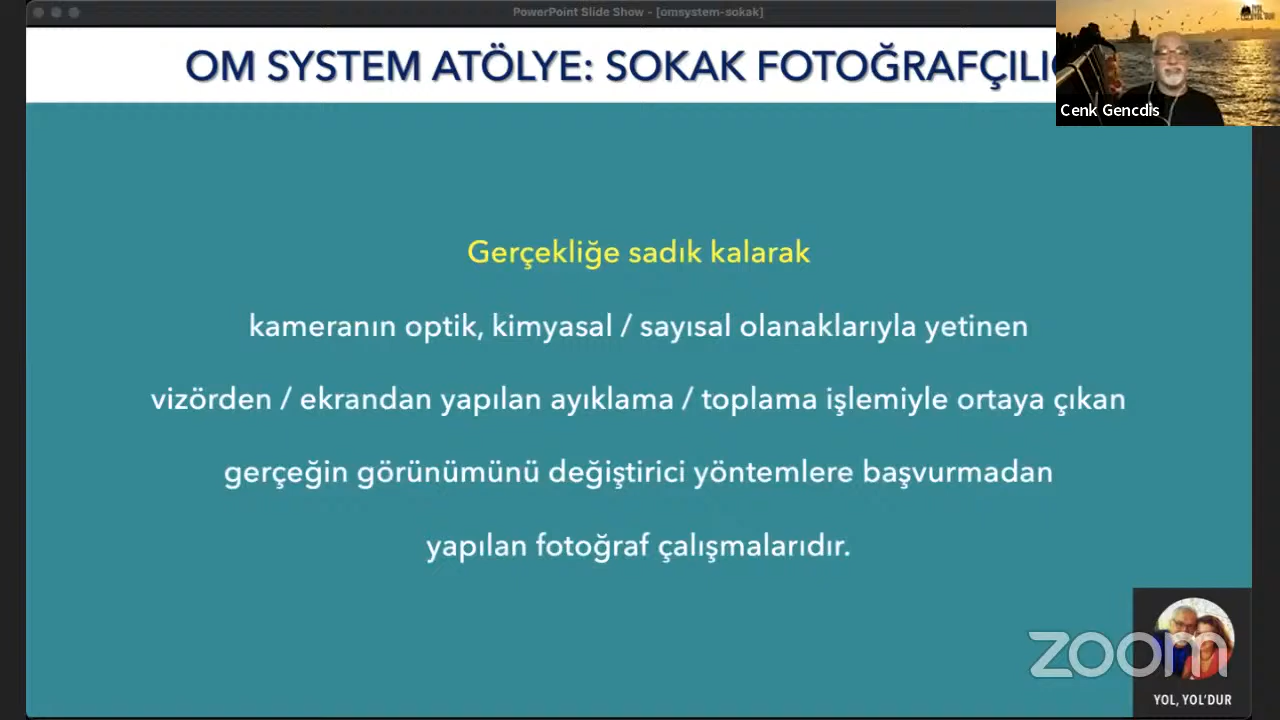 PowerPoint Slide Show - [omsystem-sokak]
OM SYSTEM ATÖLYE: SOKAK FOTOĞRAFÇILI
Cenk Gencdis
Gerçekliğe sadık kalarak
kameranın optik, kimyasal / sayısal olanaklarıyla yetinen
vizörden / ekrandan yapılan ayıklama / toplama işlemiyle ortaya çıkan
gerçeğin görünümünü değiştirici yöntemlere başvurmadan
yapılan fotoğraf çalışmalarıdır.
zoom
YOL, YOL'DUR